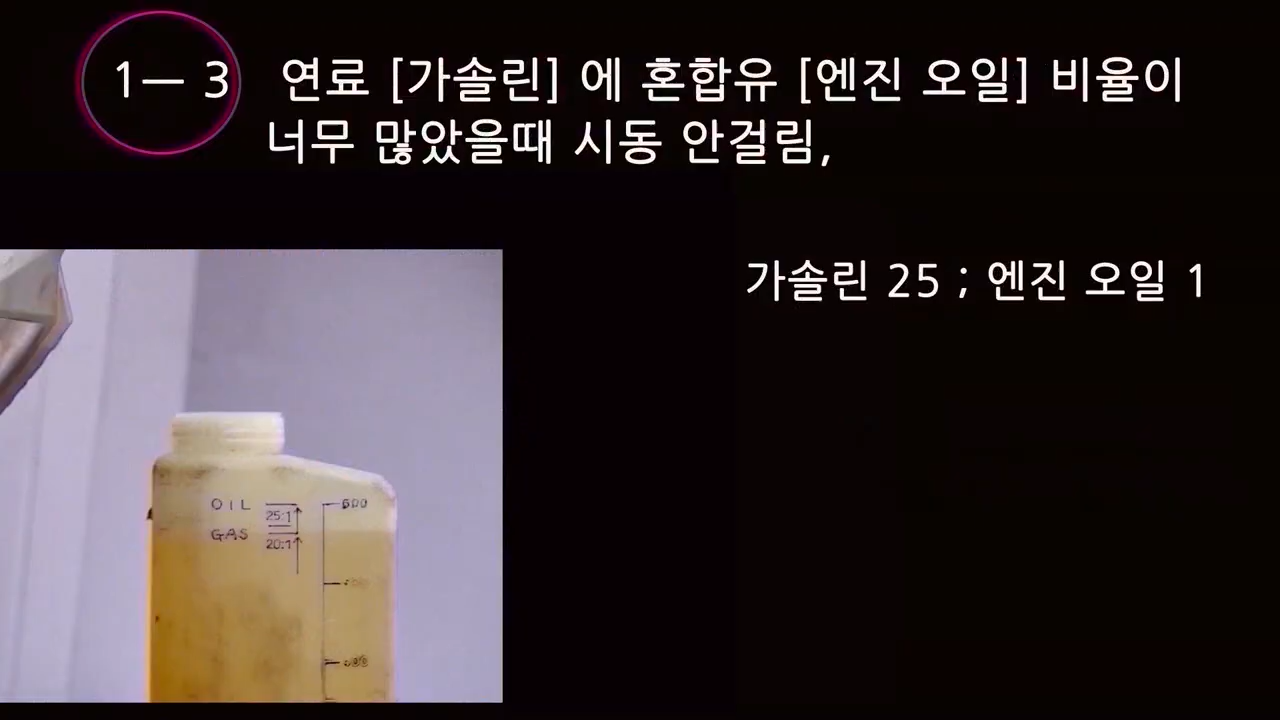 1— 3 연료 [가솔린] 에 혼합유 [엔진 오일] 비율이
너무 많았을때 시동 안걸림,
가솔린 25 ; 엔진 오일 1
OIL
25:1
GAS
20:1